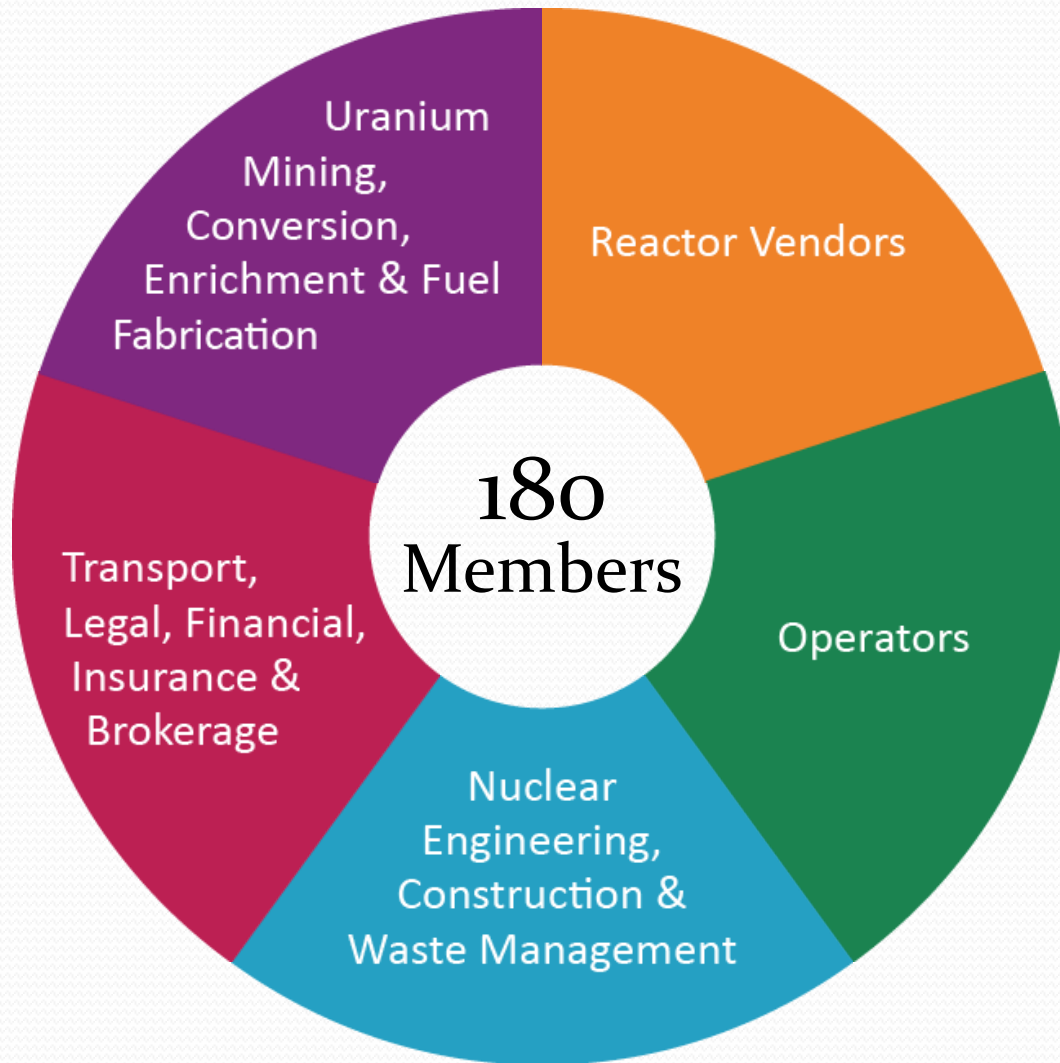 Uranium
Mining,
Conversion,
Enrichment & Fuel
Fabrication
Reactor Vendors
180
Members
Transport,
Legal, Financial,
Insurance &
Brokerage
Operators
Nuclear
Engineering,
Construction &
Waste Management